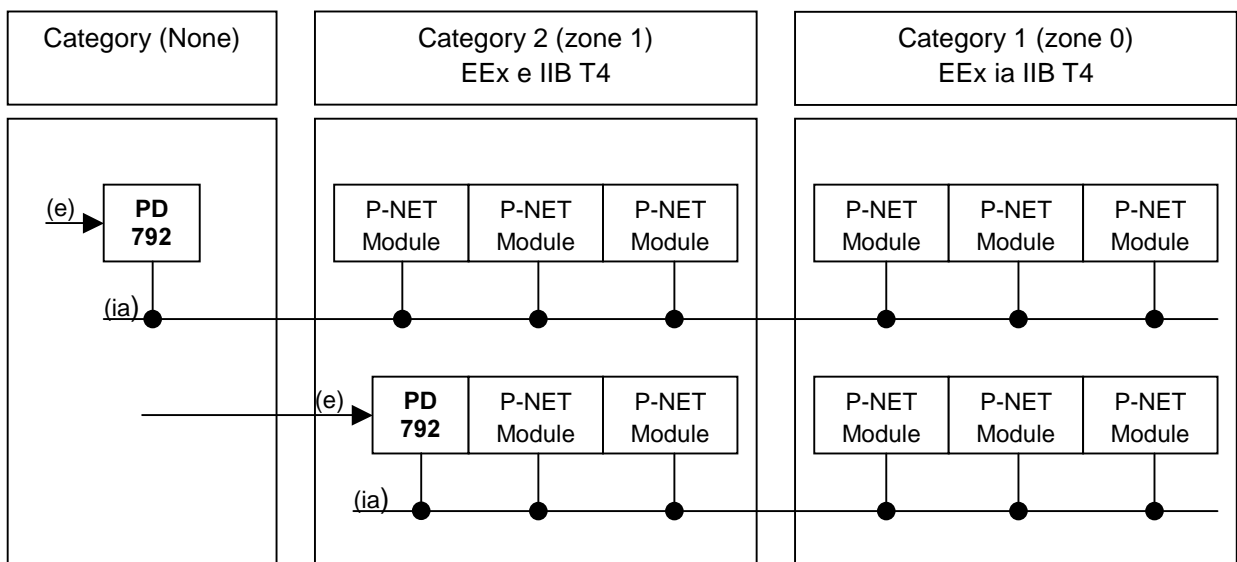 Category (None)
Category 2 (zone 1)
EEx e IIB T4
Category 1 (zone 0)
EEx ia IIB T4
(e)
PD
792
P-NET
Module
P-NET
Module
P-NET
Module
P-NET
Module
P-NET
Module
P-NET
Module
(ia)
(e)
PD
792
P-NET
Module
P-NET
Module
P-NET
Module
P-NET
Module
P-NET
Module
(ia)